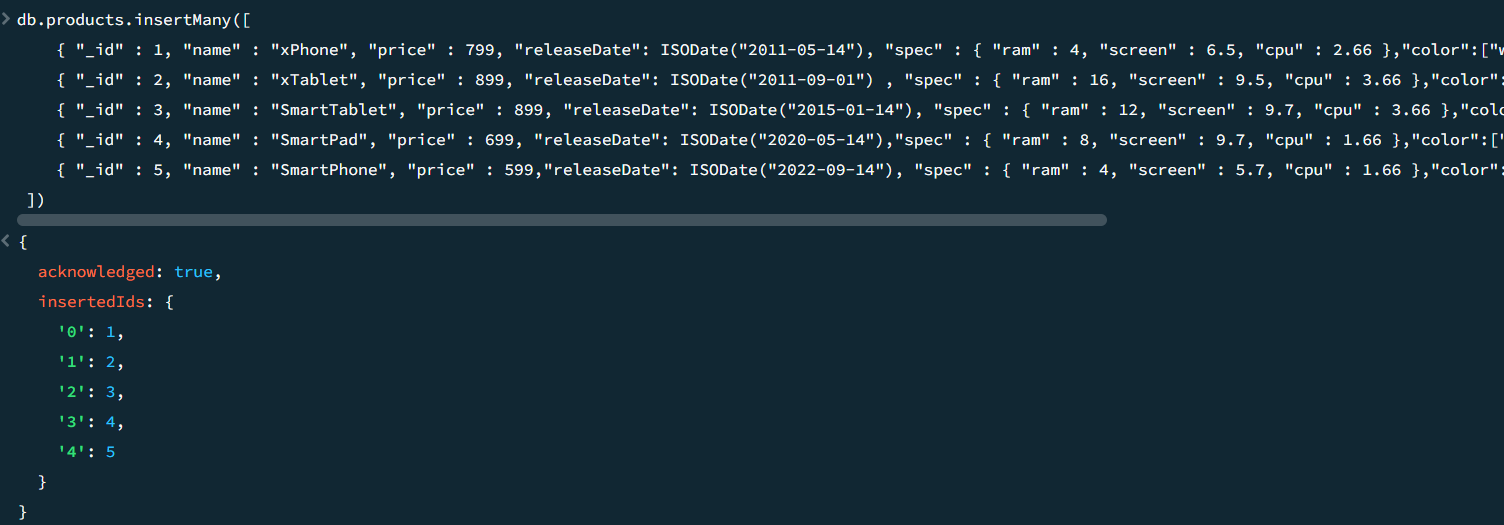 db.products.insertMany([
{ "_id" : 1, "name" : "xPhone", "price" : 799, "releaseDate": ISODate("2011-05-14"), "spec" : { "ram" : 4, "screen" : 6.5, "cpu" : 2.66 },"color":["
{ "_id" : 2, "name" : "xTablet", "price" : 899, "releaseDate": ISODate("2011-09-01") , "spec" : { "ram" : 16, "screen" : 9.5, "cpu" : 3.66 },"color":
{ "_id" : 3, "name" : "SmartTablet", "price" : 899, "releaseDate": ISODate("2015-01-14"), "spec" : { "ram" : 12, "screen" : 9.7, "cpu" : 3.66 },"colo
{ "_id" : 4, "name" : "SmartPad", "price" : 699, "releaseDate": ISODate("2020-05-14"),"spec" : { "ram" : 8, "screen" : 9.7, "cpu" : 1.66 },"color":["
{ "_id" : 5, "name" : "SmartPhone", "price" : 599,"releaseDate": ISODate("2022-09-14"), "spec" : { "ram" : 4, "screen" : 5.7, "cpu" : 1.66 },"color":
])
{
acknowledged: true,
insertedIds: {
'0': 1,
'1': 2,
'2': 3,
'3': 4,
'4': 5
}
}